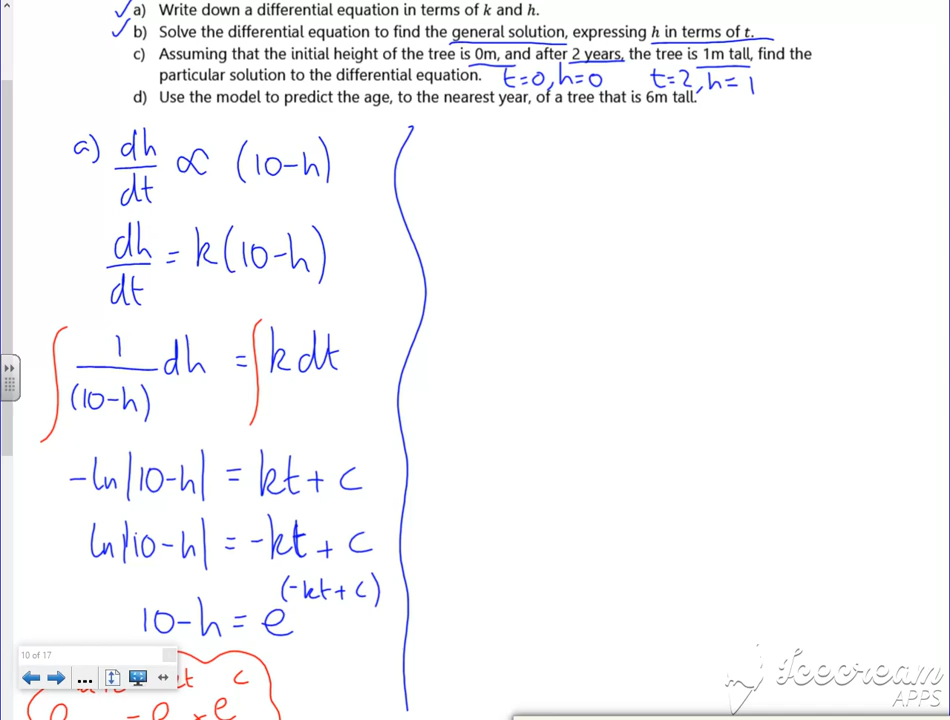 ✓ a) Write down a differential equation in terms of k and h.
✓ b) Solve the differential equation to find the general solution, expressing h in terms of t.
c) Assuming that the initial height of the tree is 0m, and after 2 years, the tree is 1m tall, find the
particular solution to the differential equation. t=0, h=0 t=2, h=1
d) Use the model to predict the age, to the nearest year, of a tree that is 6m tall.
a) dh/dt ∝ (10-h)
dh/dt = k(10-h)
∫ 1/(10-h) dh = ∫ k dt
-ln|10-h| = kt + c
ln|10-h| = -kt + c
10-h = e^(-kt + c)
10 of 17
...
c
= e × e^c
Icecream
APPS